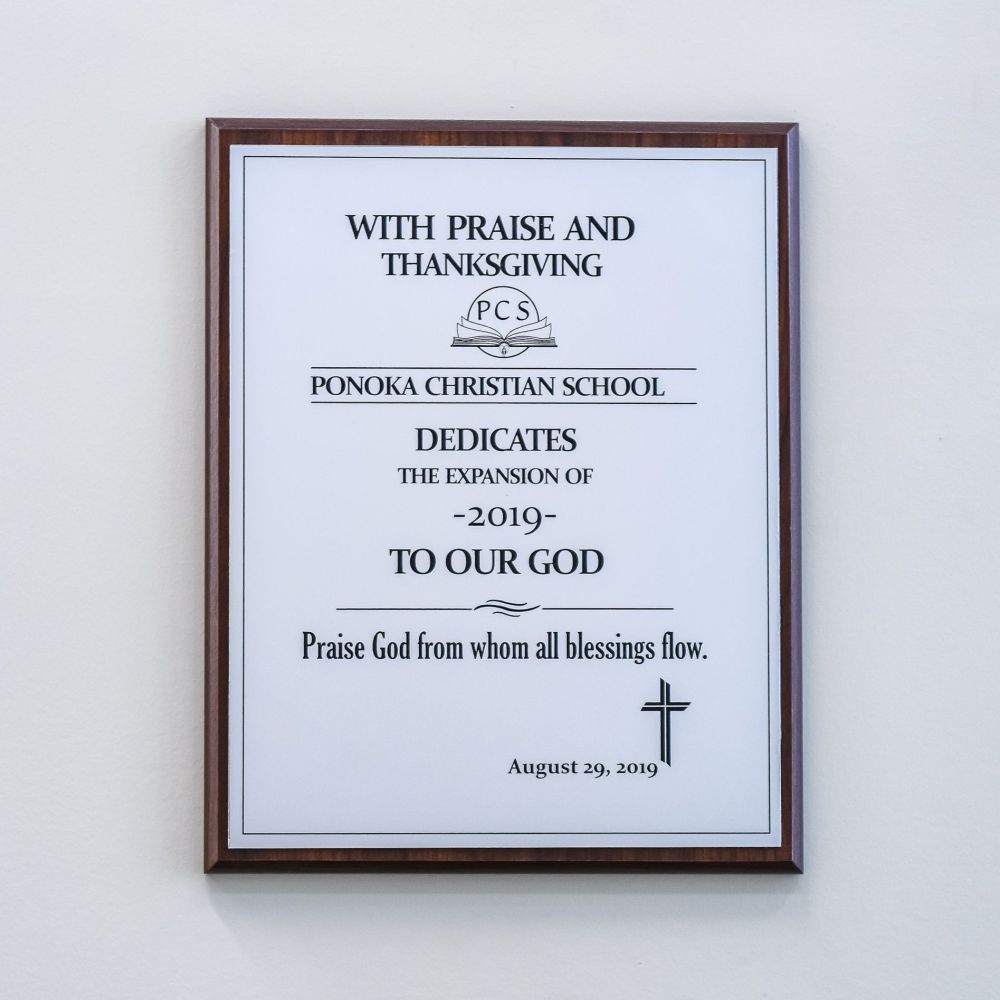 WITH PRAISE AND
THANKSGIVING
PCS
PONOKA CHRISTIAN SCHOOL
DEDICATES
THE EXPANSION OF
-2019-
TO OUR GOD
Praise God from whom all blessings flow.
August 29, 2019